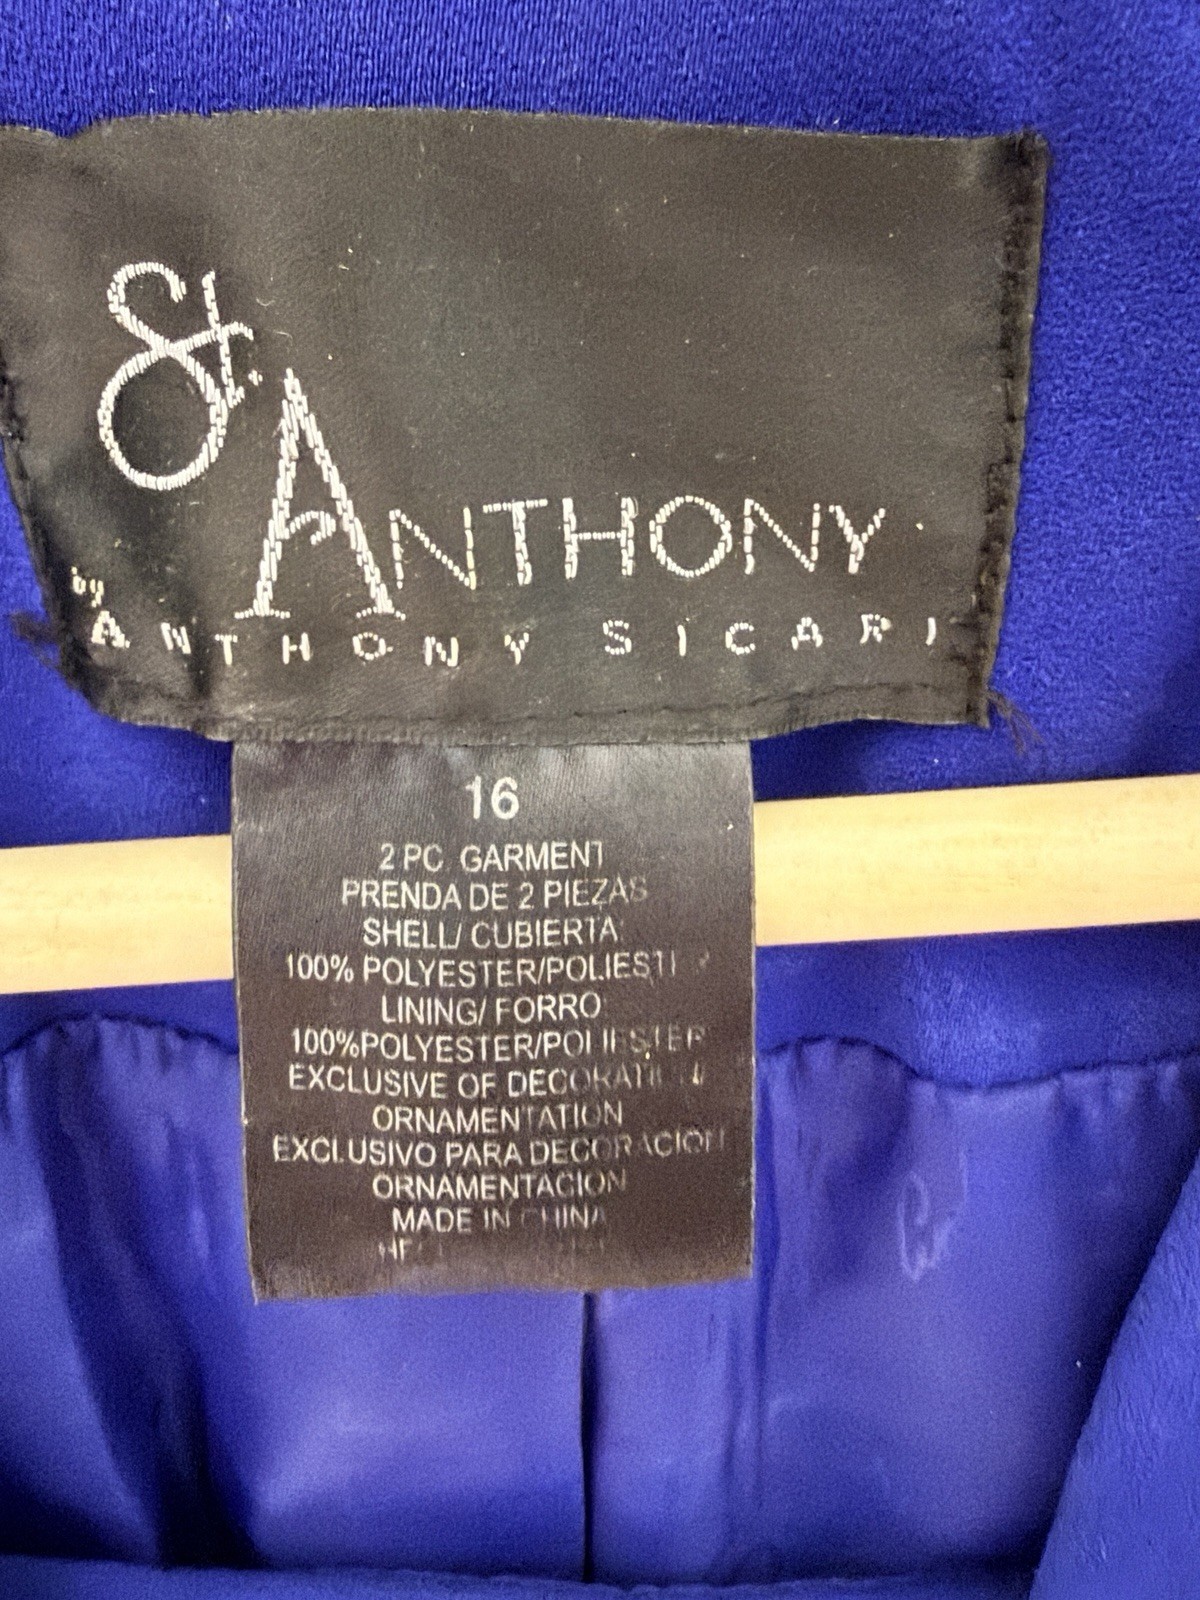 St. ANTHONY
by
ANTHONY SICARI
16
2 PC GARMENT
PRENDA DE 2 PIEZAS
SHELL/ CUBIERTA
100% POLYESTER/POLIESTER
LINING/ FORRO
100%POLYESTER/POLIESTER
EXCLUSIVE OF DECORATION/
ORNAMENTATION
EXCLUSIVO PARA DECORACION
ORNAMENTACION
MADE IN CHINA